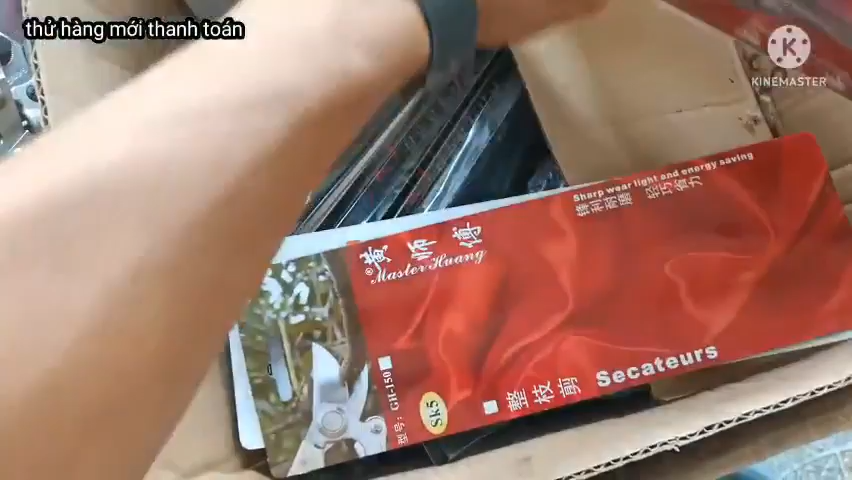 thử hàng mới thanh toán
KINEMASTER
Sharp wear light and energy saving
锋利耐磨 轻巧省力
黄师傅
® Master Huang
型号: GH-150
SK5
整枝剪
Secateurs